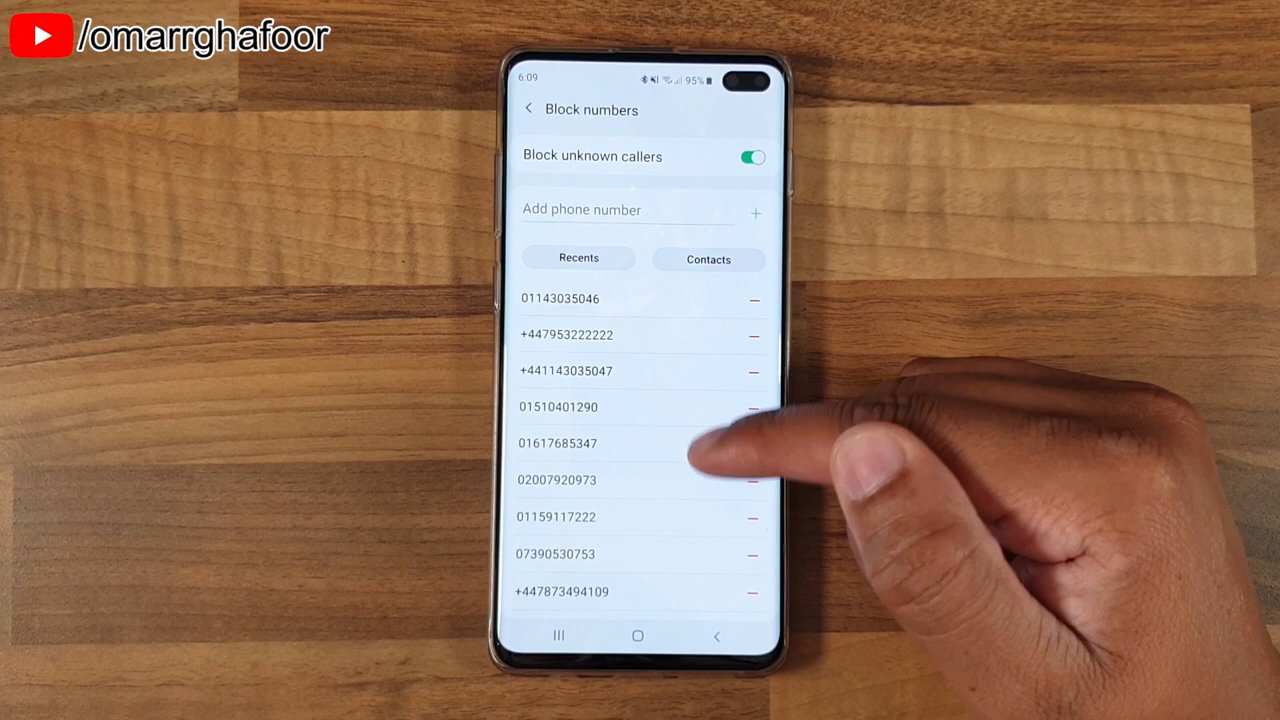 /omarrghafoor
6:09 95%
Block numbers
Block unknown callers
Add phone number
Recents Contacts
01143035046
+447953222222
+441143035047
01510401290
01617685347
02007920973
01159117222
07390530753
+447873494109